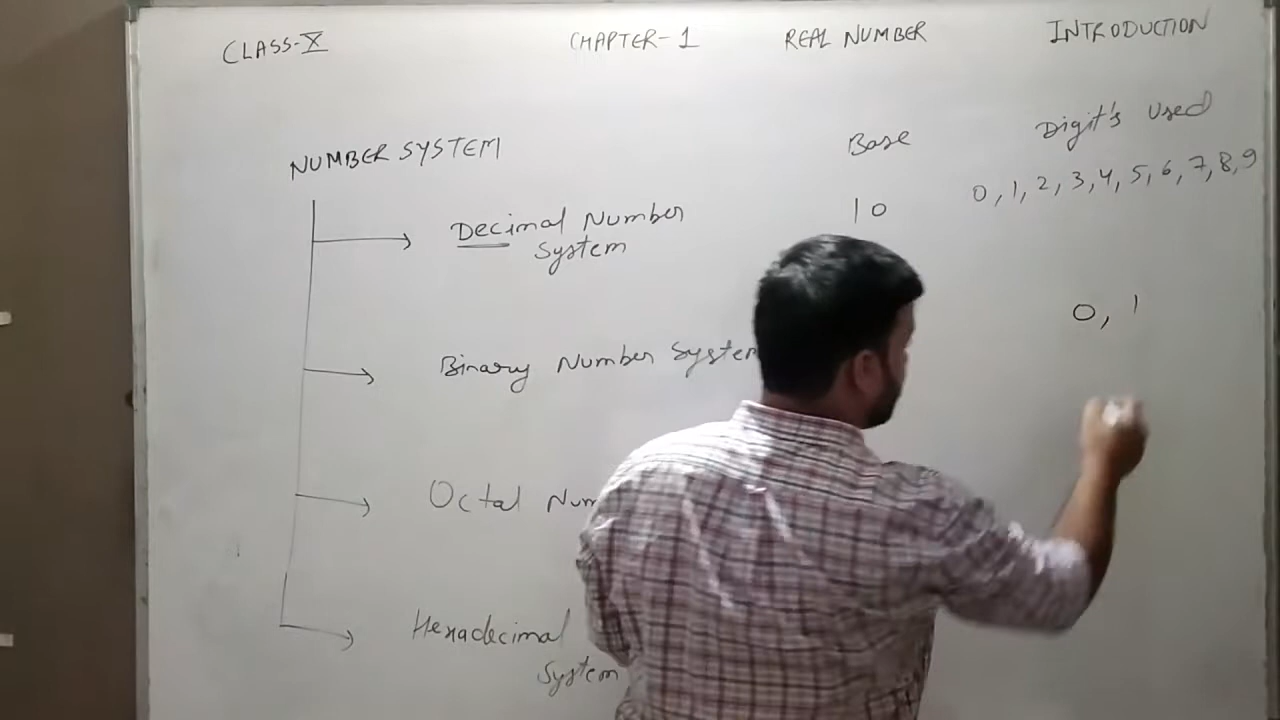 CLASS-X CHAPTER-1 REAL NUMBER INTRODUCTION
NUMBER SYSTEM Base Digit's Used
Decimal Number 10 0, 1, 2, 3, 4, 5, 6, 7, 8, 9
System
0, 1
Binary Number System
Octal Num
Hexadecimal
System